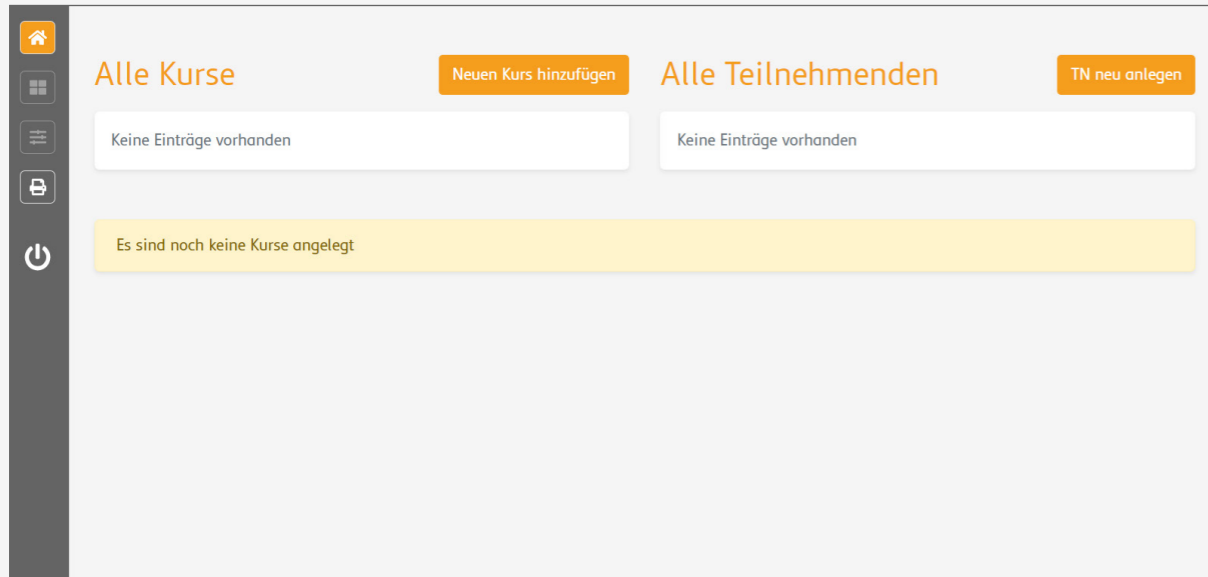 Alle Kurse
Neuen Kurs hinzufügen
Keine Einträge vorhanden
Alle Teilnehmenden
TN neu anlegen
Keine Einträge vorhanden
Es sind noch keine Kurse angelegt